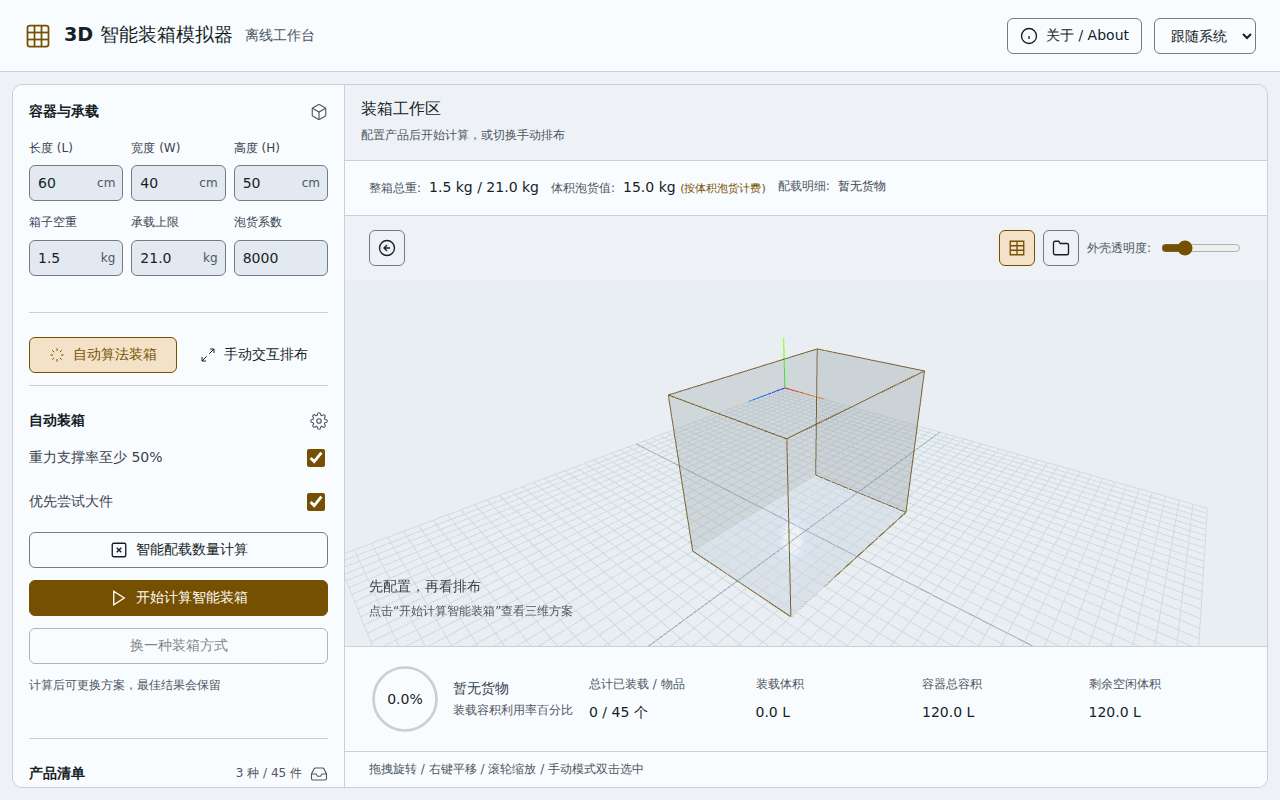 3D 智能装箱模拟器 离线工作台
关于 / About
跟随系统
容器与承载
长度 (L) 宽度 (W) 高度 (H)
60 cm 40 cm 50 cm
箱子空重 承载上限 泡货系数
1.5 kg 21.0 kg 8000
自动算法装箱 手动交互排布
自动装箱
重力支撑率至少 50%
优先尝试大件
智能配载数量计算
开始计算智能装箱
换一种装箱方式
计算后可更换方案，最佳结果会保留
产品清单 3 种 / 45 件
装箱工作区
配置产品后开始计算，或切换手动排布
整箱总重: 1.5 kg / 21.0 kg 体积泡货值: 15.0 kg (按体积泡货计费) 配载明细: 暂无货物
外壳透明度:
先配置，再看排布
点击“开始计算智能装箱”查看三维方案
0.0%
暂无货物
装载容积利用率百分比
总计已装载 / 物品
0 / 45 个
装载体积
0.0 L
容器总容积
120.0 L
剩余空闲体积
120.0 L
拖拽旋转 / 右键平移 / 滚轮缩放 / 手动模式双击选中